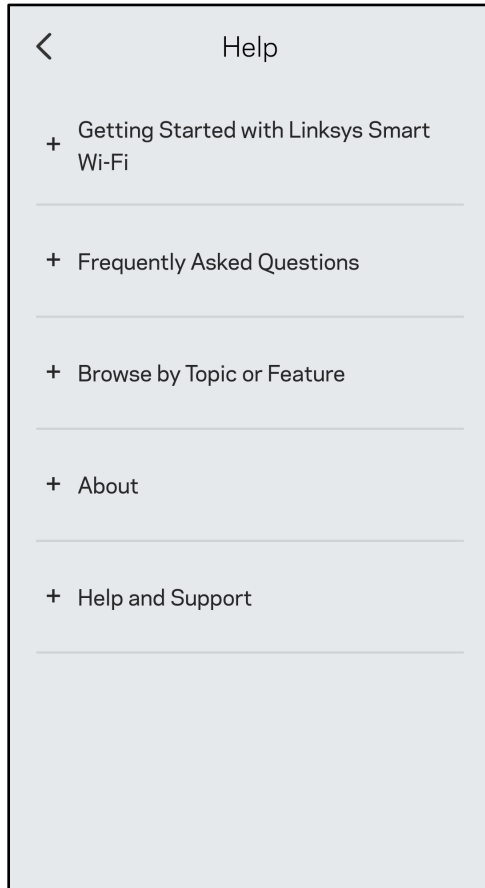 Help
+ Getting Started with Linksys Smart
Wi-Fi
+ Frequently Asked Questions
+ Browse by Topic or Feature
+ About
+ Help and Support